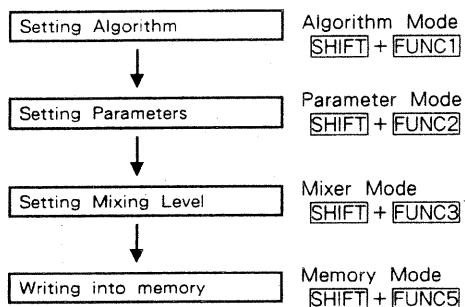 Setting Algorithm
Algorithm Mode
SHIFT + FUNC1
Setting Parameters
Parameter Mode
SHIFT + FUNC2
Setting Mixing Level
Mixer Mode
SHIFT + FUNC3
Writing into memory
Memory Mode
SHIFT + FUNC5